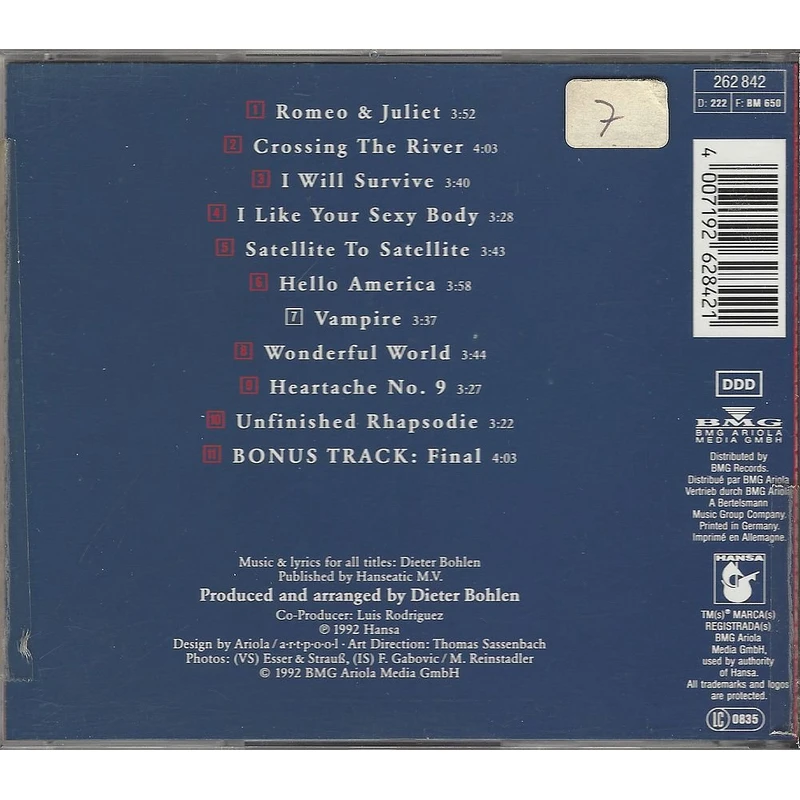 1 Romeo & Juliet 3:52
2 Crossing The River 4:03
3 I Will Survive 3:40
4 I Like Your Sexy Body 3:28
5 Satellite To Satellite 3:43
6 Hello America 3:58
7 Vampire 3:37
8 Wonderful World 3:44
9 Heartache No. 9 3:27
10 Unfinished Rhapsodie 3:22
11 BONUS TRACK: Final 4:03
Music & lyrics for all titles: Dieter Bohlen
Published by Hanseatic M.V.
Produced and arranged by Dieter Bohlen
Co-Producer: Luis Rodriguez
℗ 1992 Hansa
Design by Ariola / a·r·t·p·o·o·l · Art Direction: Thomas Sassenbach
Photos: (VS) Esser & Strauß, (IS) F. Gabovic / M. Reinstadler
© 1992 BMG Ariola Media GmbH
7
262 842
D: 222 F: BM 650
4 007192 628421
DDD
BMG
BMG ARIOLA
MEDIA GMBH
Distributed by
BMG Records.
Distribué par BMG Ariola
Vertrieb durch BMG Ariola
A Bertelsmann
Music Group Company.
Printed in Germany.
Imprimé en Allemagne.
HANSA
TM(s)® MARCA(s)
REGISTRADA(s)
BMG Ariola
Media GmbH,
used by authority
of Hansa.
All trademarks and logos
are protected.
LC 0835